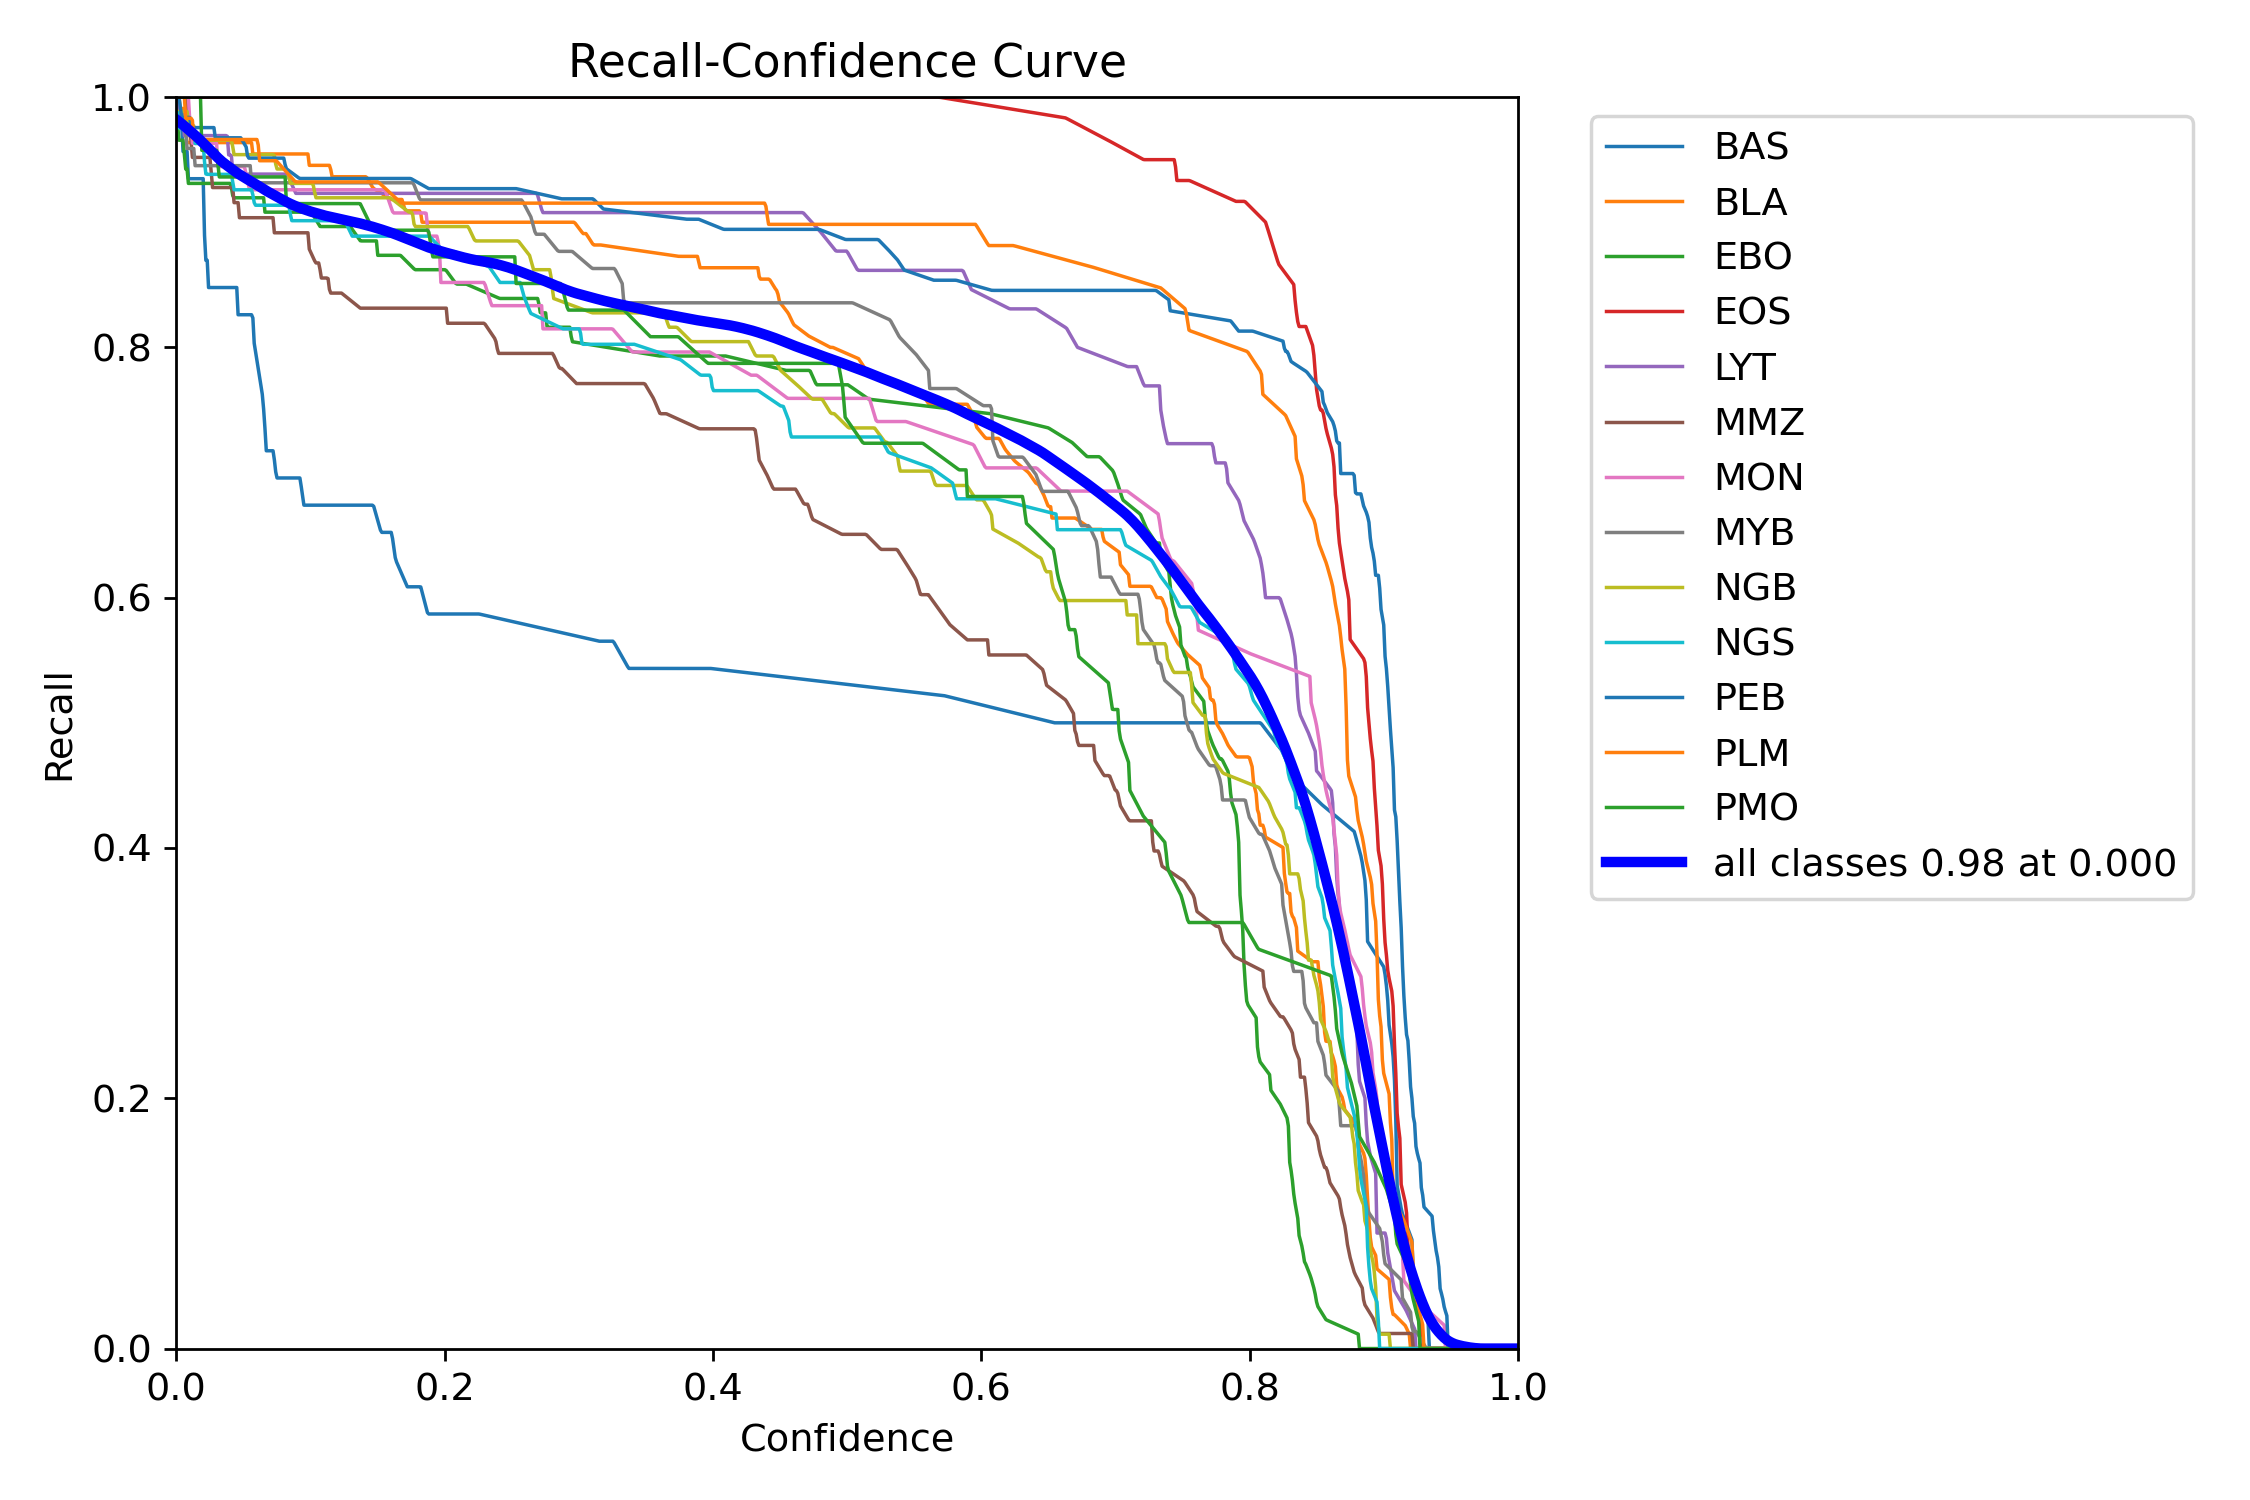 Recall-Confidence Curve
1.0
0.8
0.6
0.4
0.2
0.0
Recall
0.0 0.2 0.4 0.6 0.8 1.0
Confidence
BAS
BLA
EBO
EOS
LYT
MMZ
MON
MYB
NGB
NGS
PEB
PLM
PMO
all classes 0.98 at 0.000